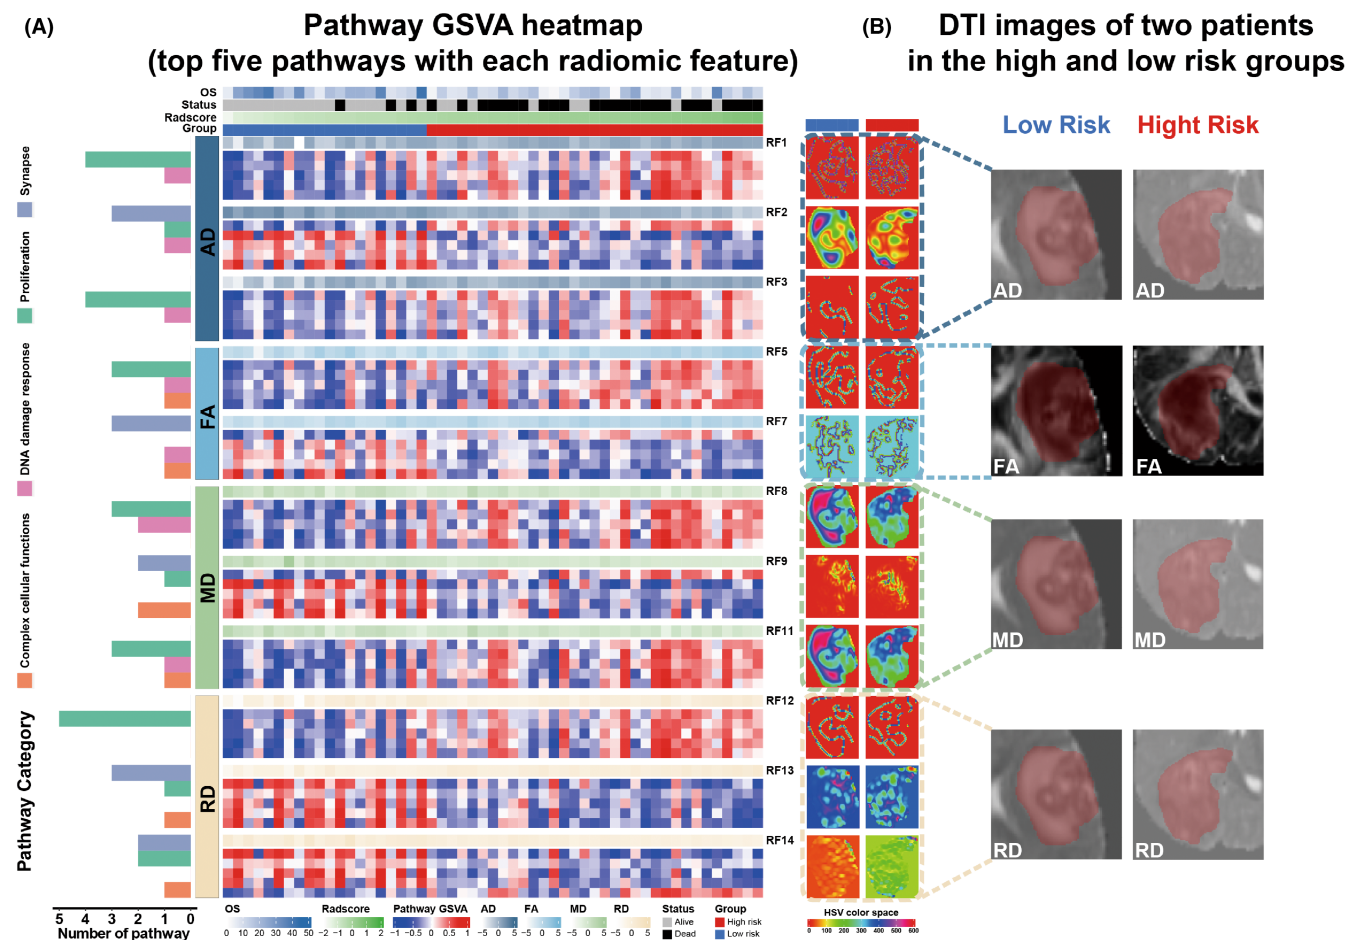 (A)
Pathway GSVA heatmap
(top five pathways with each radiomic feature)
(B)
DTI images of two patients
in the high and low risk groups
OS
Status
Radscore
Group
Low Risk
Hight Risk
RF1
RF2
RF3
RF5
RF7
RF8
RF9
RF11
RF12
RF13
RF14
AD
FA
MD
RD
Synapse
Proliferation
DNA damage response
Complex cellular functions
Pathway Category
5 4 3 2 1 0
Number of pathway
AD
AD
FA
FA
MD
MD
RD
RD
OS
0 10 20 30 40 50
Radscore
−2 −1 0 1 2
Pathway GSVA
−1 −0.5 0 0.5 1
AD
−5 0 5
FA
−5 0 5
MD
−5 0 5
RD
−5 0 5
Status
Alive
Dead
Group
High risk
Low risk
HSV color space
0 100 200 300 400 500 600